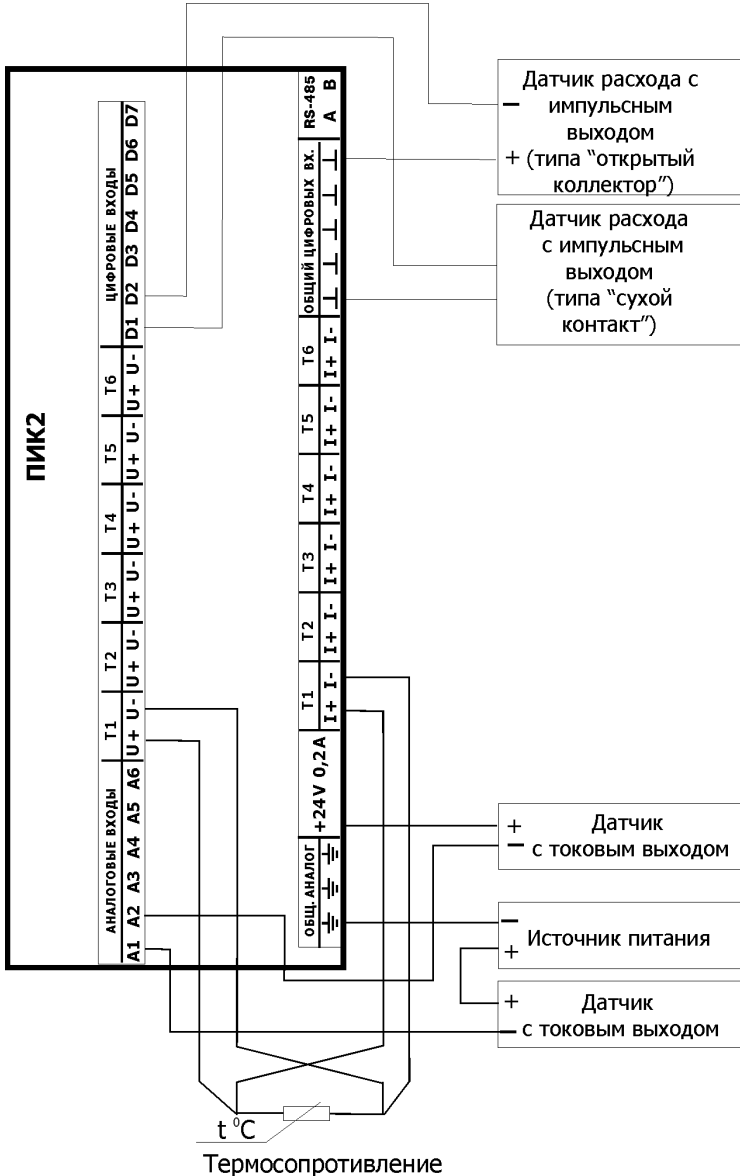 ПИК2
ЦИФРОВЫЕ ВХОДЫ
D7
D6
D5
D4
D3
D2
D1
T6
U+ U-
T5
U+ U-
T4
U+ U-
T3
U+ U-
T2
U+ U-
T1
U+ U-
АНАЛОГОВЫЕ ВХОДЫ
A6
A5
A4
A3
A2
A1
RS-485
A B
ОБЩИЙ ЦИФРОВЫХ ВХ.
T6
I+ I-
T5
I+ I-
T4
I+ I-
T3
I+ I-
T2
I+ I-
T1
I+ I-
+24V 0,2A
ОБЩ. АНАЛОГ
Датчик расхода с
− импульсным
выходом
+ (типа “открытый
коллектор”)
Датчик расхода
с импульсным
выходом
(типа “сухой
контакт”)
+ Датчик
− с токовым выходом
−
Источник питания
+
+ Датчик
− с токовым выходом
t ⁰C
Термосопротивление